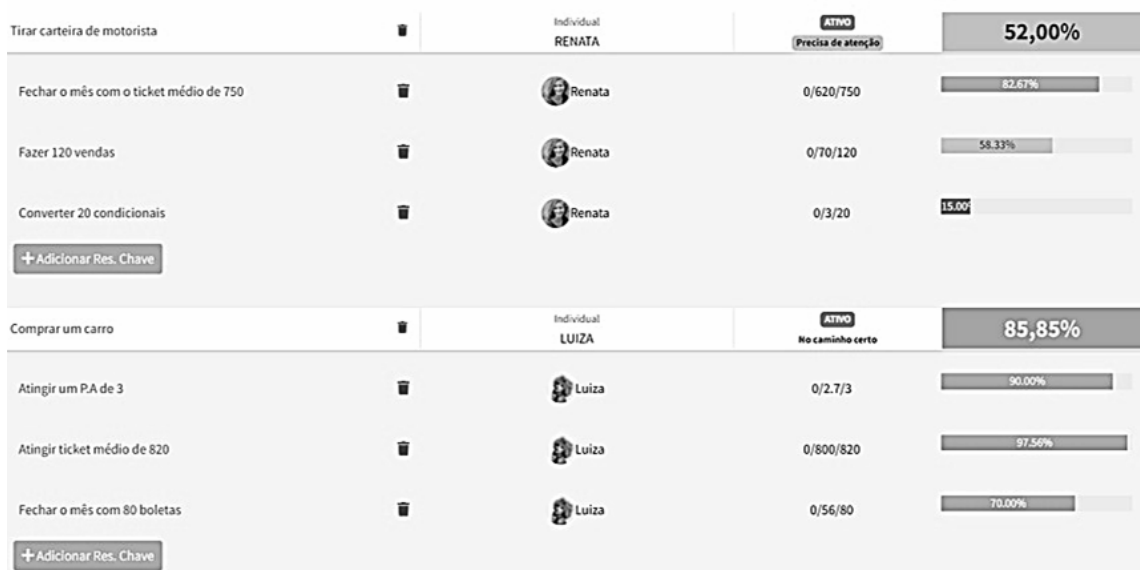 Tirar carteira de motorista
Individual
RENATA
ATIVO
Precisa de atenção
52,00%
Fechar o mês com o ticket médio de 750
Renata
0/620/750
82.67%
Fazer 120 vendas
Renata
0/70/120
58.33%
Converter 20 condicionais
Renata
0/3/20
15.00%
+Adicionar Res. Chave
Comprar um carro
Individual
LUIZA
ATIVO
No caminho certo
85,85%
Atingir um P.A de 3
Luiza
0/2.7/3
90.00%
Atingir ticket médio de 820
Luiza
0/800/820
97.56%
Fechar o mês com 80 boletas
Luiza
0/56/80
70.00%
+Adicionar Res. Chave